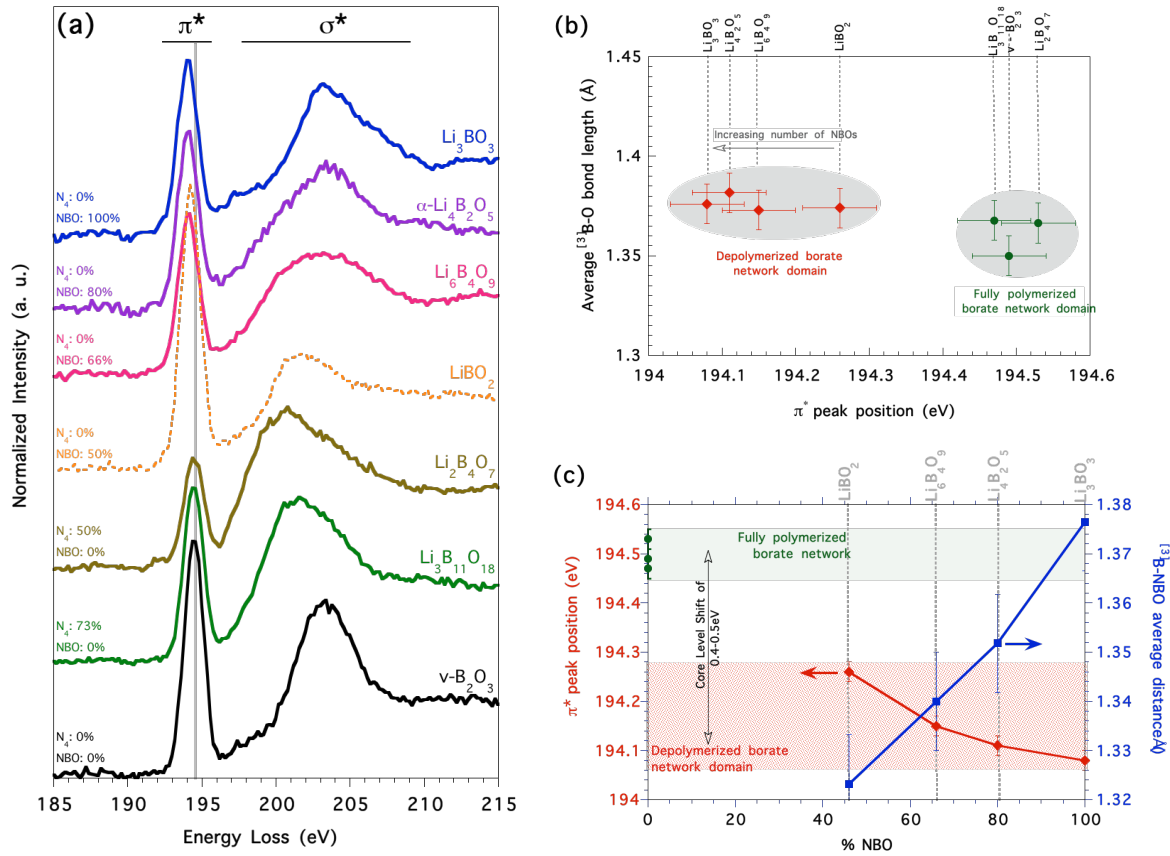 (a)
π*
σ*
Li3BO3
N4: 0%
NBO: 100%
α-Li4B2O5
N4: 0%
NBO: 80%
Li6B4O9
N4: 0%
NBO: 66%
LiBO2
N4: 0%
NBO: 50%
Li2B4O7
N4: 50%
NBO: 0%
Li3B11O18
N4: 73%
NBO: 0%
v-B2O3
N4: 0%
NBO: 0%
185 190 195 200 205 210 215
Energy Loss (eV)
Normalized Intensity (a. u.)
(b)
Li3BO3
Li4B2O5
Li6B4O9
LiBO2
Li3B11O18
v-B2O3
Li2B4O7
1.45
1.4
1.35
1.3
Average [3]B-O bond length (Å)
Increasing number of NBOs
Depolymerized borate
network domain
Fully polymerized
borate network domain
194 194.1 194.2 194.3 194.4 194.5 194.6
π* peak position (eV)
(c)
LiBO2
Li6B4O9
Li4B2O5
Li3BO3
194.6
194.5
194.4
194.3
194.2
194.1
194
π* peak position (eV)
Fully polymerized
borate network
Core Level Shift of
0.4-0.5eV
Depolymerized borate
network domain
1.38
1.37
1.36
1.35
1.34
1.33
1.32
[3]B-NBO average
distance(Å)
0 20 40 60 80 100
% NBO